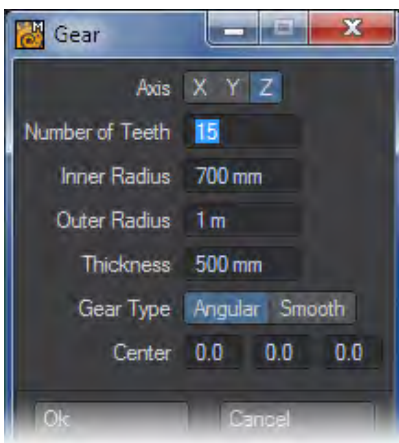 M
Gear
Axis X Y Z
Number of Teeth 15
Inner Radius 700 mm
Outer Radius 1 m
Thickness 500 mm
Gear Type Angular Smooth
Center 0.0 0.0 0.0
Ok Cancel